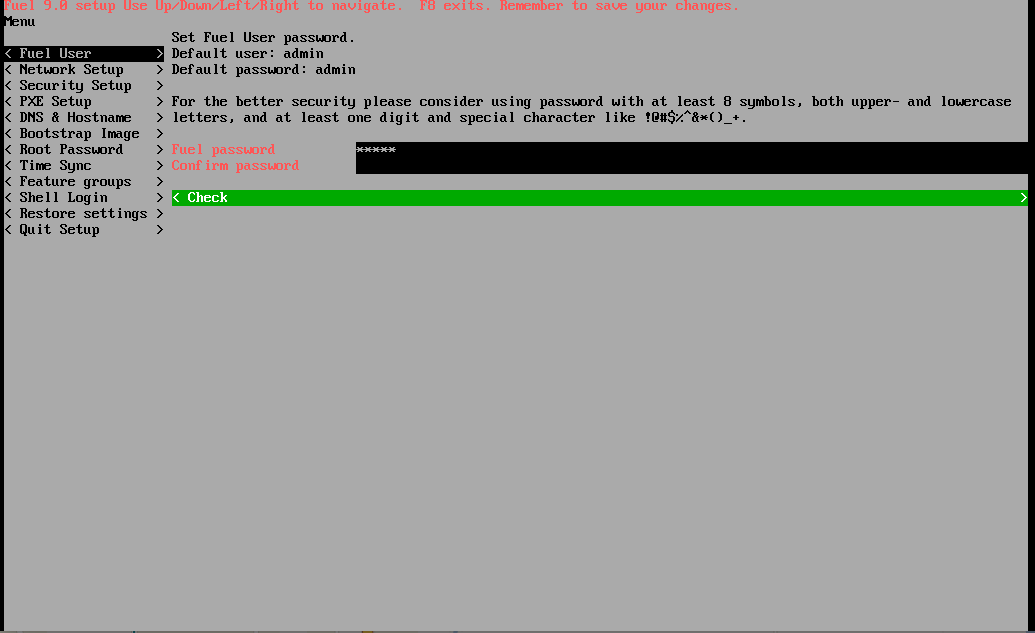 Fuel 9.0 setup Use Up/Down/Left/Right to navigate.  F8 exits. Remember to save your changes.
Menu
Set Fuel User password.
< Fuel User > Default user: admin
< Network Setup > Default password: admin
< Security Setup >
< PXE Setup > For the better security please consider using password with at least 8 symbols, both upper- and lowercase
< DNS & Hostname > letters, and at least one digit and special character like !@#$%^&*()_+.
< Bootstrap Image >
< Root Password > Fuel password *****
< Time Sync > Confirm password
< Feature groups >
< Shell Login > < Check >
< Restore settings >
< Quit Setup >